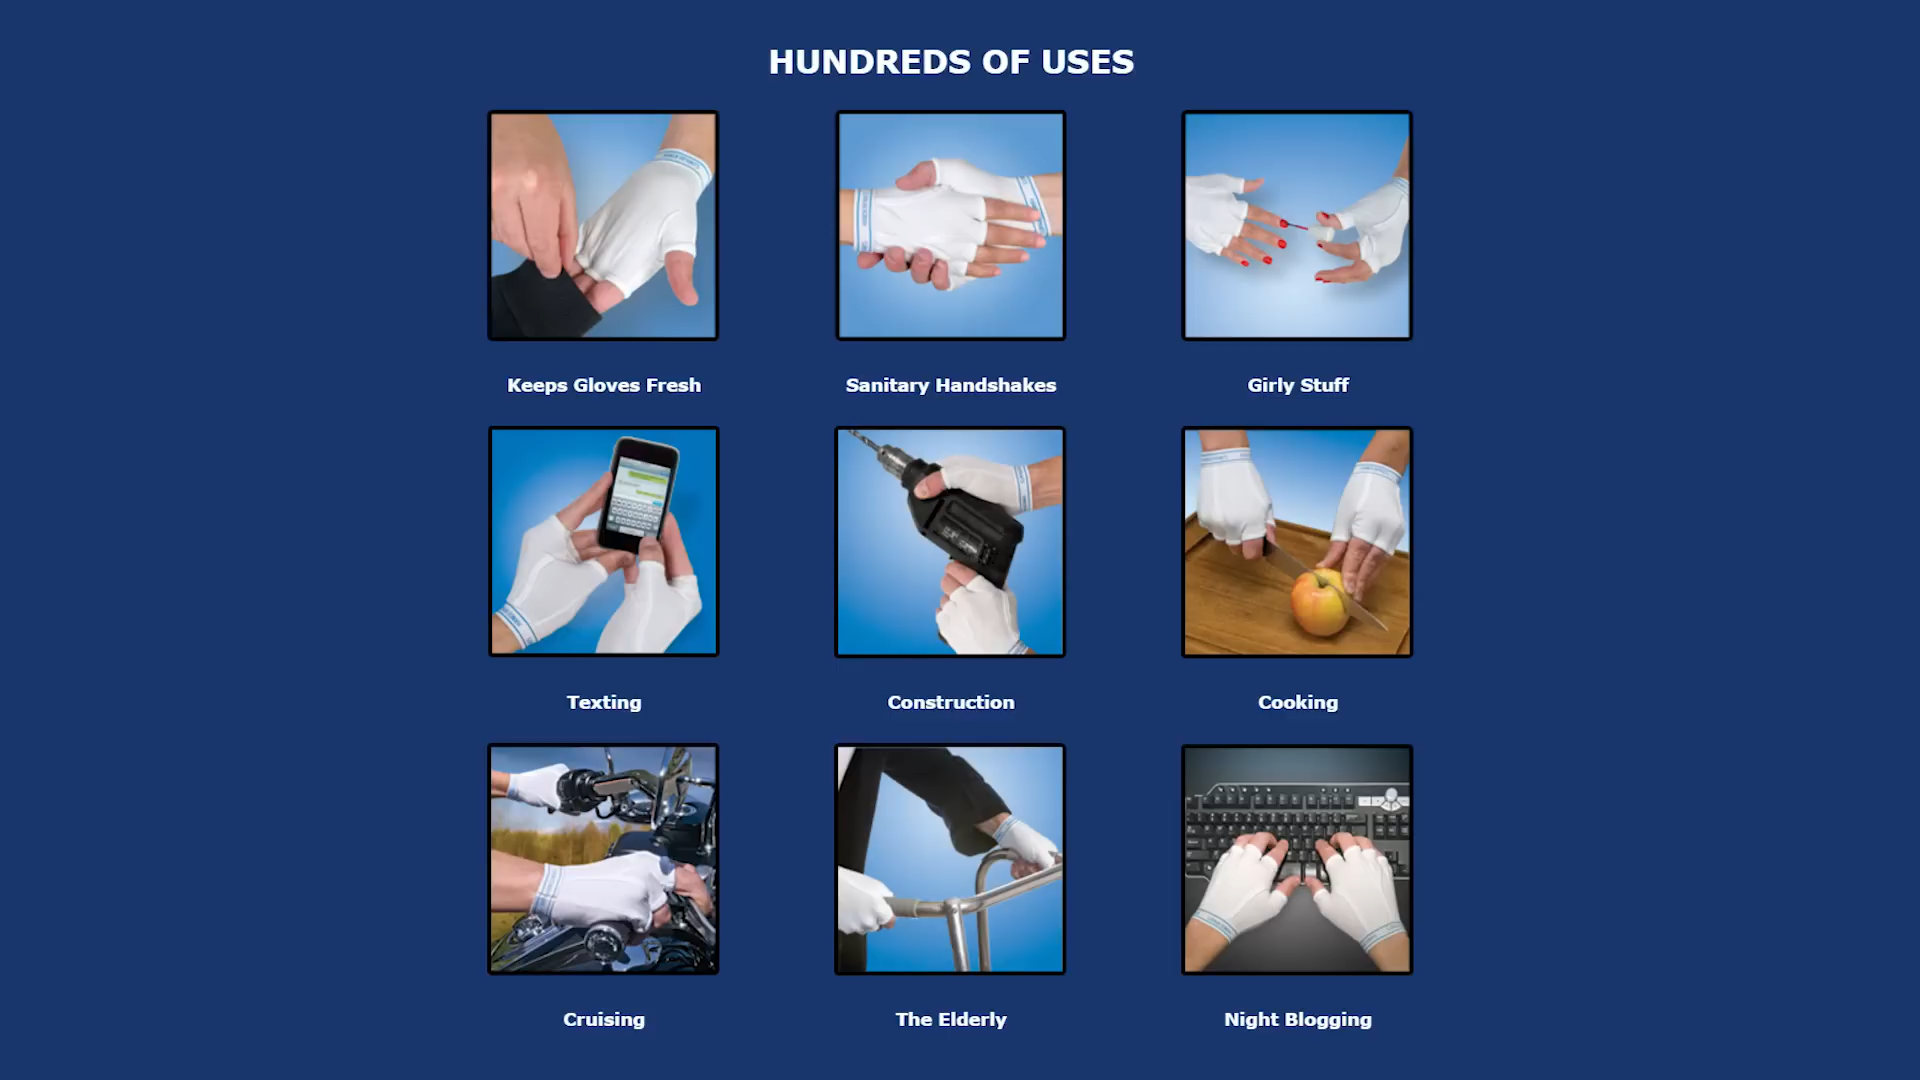 HUNDREDS OF USES
Keeps Gloves Fresh
Sanitary Handshakes
Girly Stuff
Texting
Construction
Cooking
Cruising
The Elderly
Night Blogging